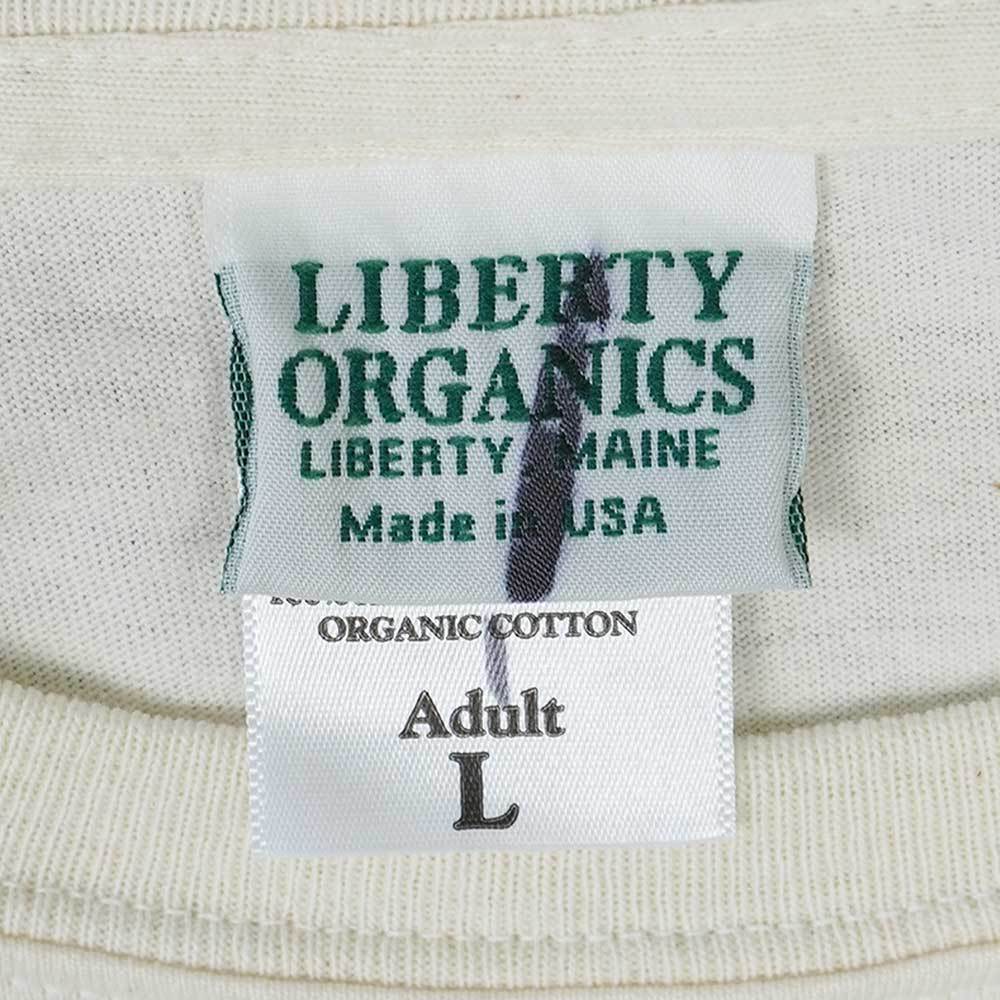 LIBERTY
ORGANICS
LIBERTY MAINE
Made in USA
ORGANIC COTTON
Adult
L